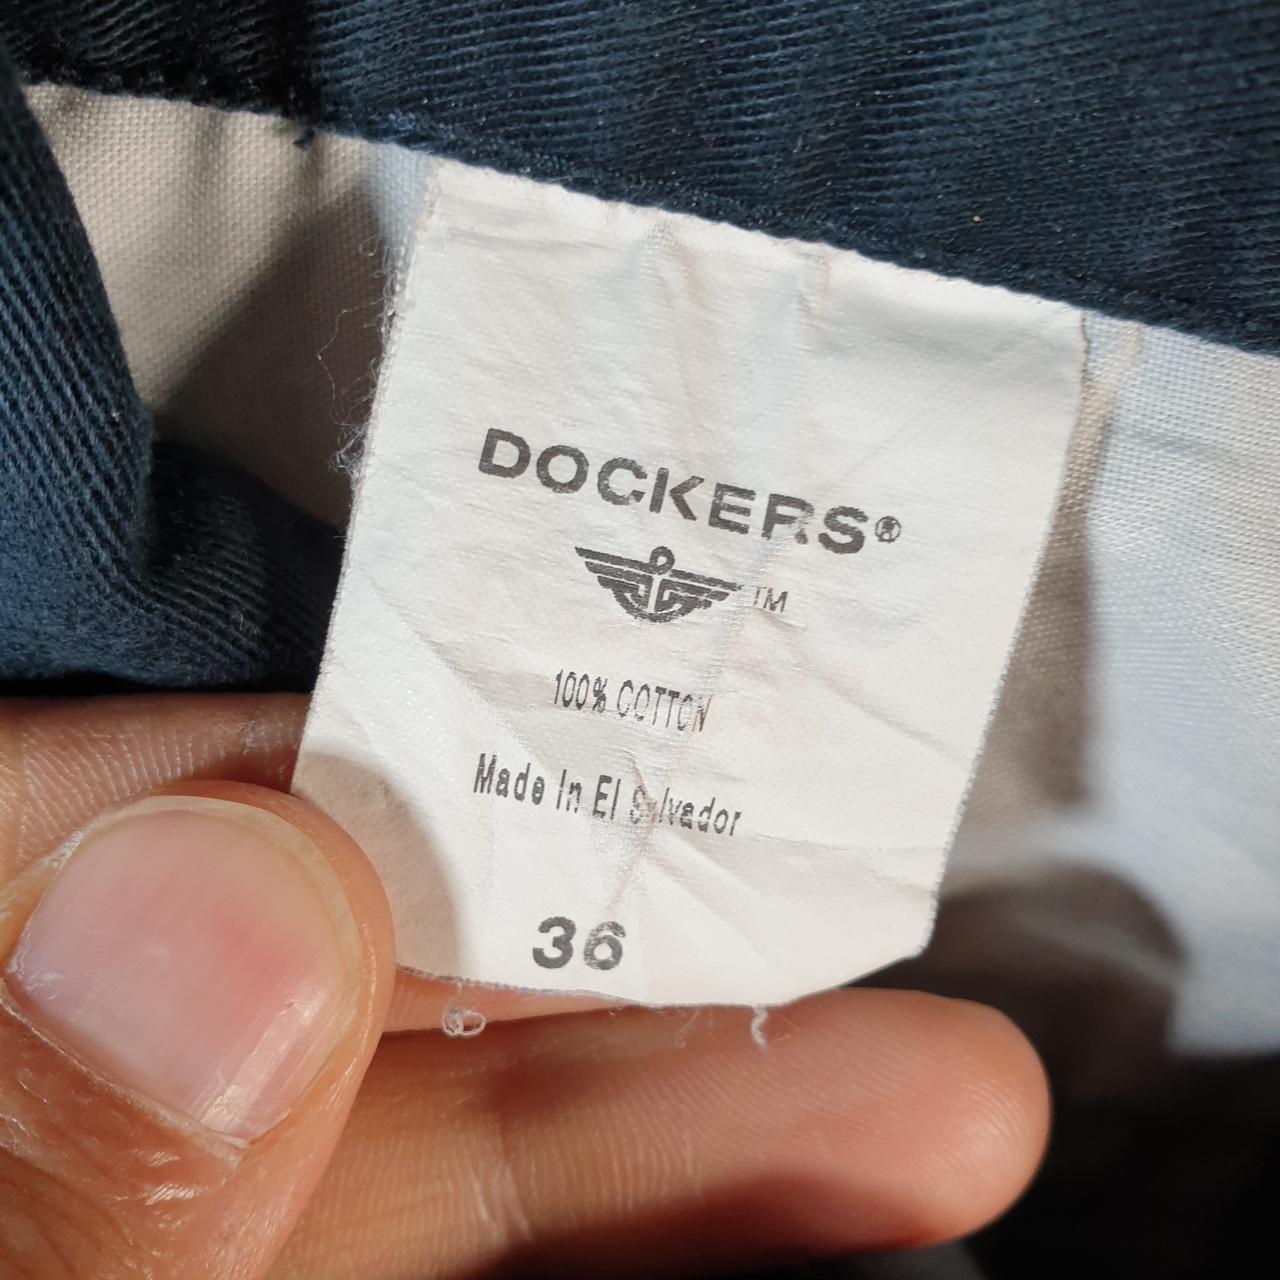 DOCKERS®
TM
100% COTTON
Made In El Salvador
36